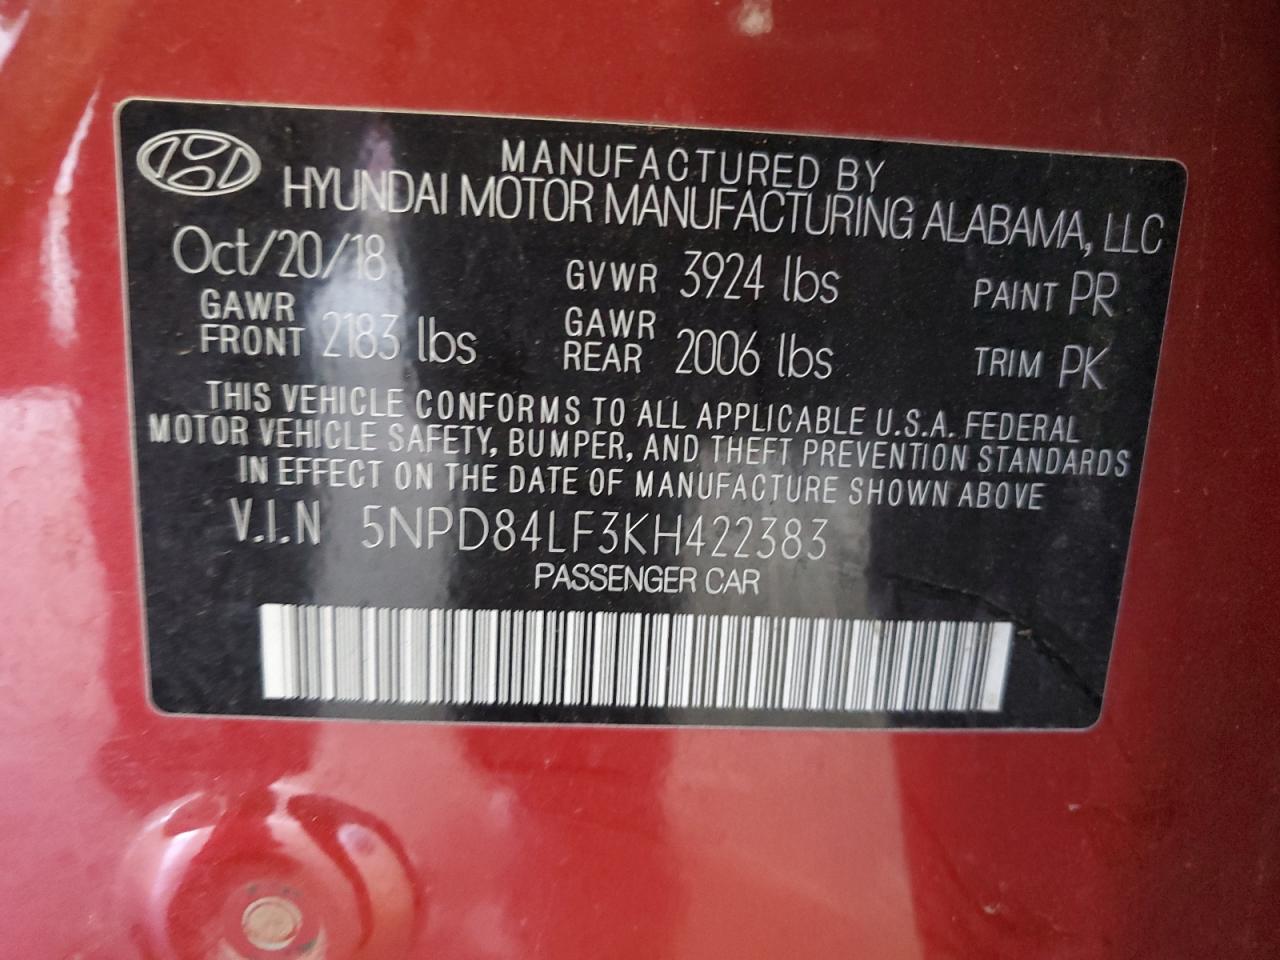 MANUFACTURED BY
HYUNDAI MOTOR MANUFACTURING ALABAMA, LLC
Oct/20/18 GVWR 3924 lbs PAINT PR
GAWR FRONT 2183 lbs GAWR REAR 2006 lbs TRIM PK
THIS VEHICLE CONFORMS TO ALL APPLICABLE U.S.A. FEDERAL
MOTOR VEHICLE SAFETY, BUMPER, AND THEFT PREVENTION STANDARDS
IN EFFECT ON THE DATE OF MANUFACTURE SHOWN ABOVE
V.I.N 5NPD84LF3KH422383
PASSENGER CAR